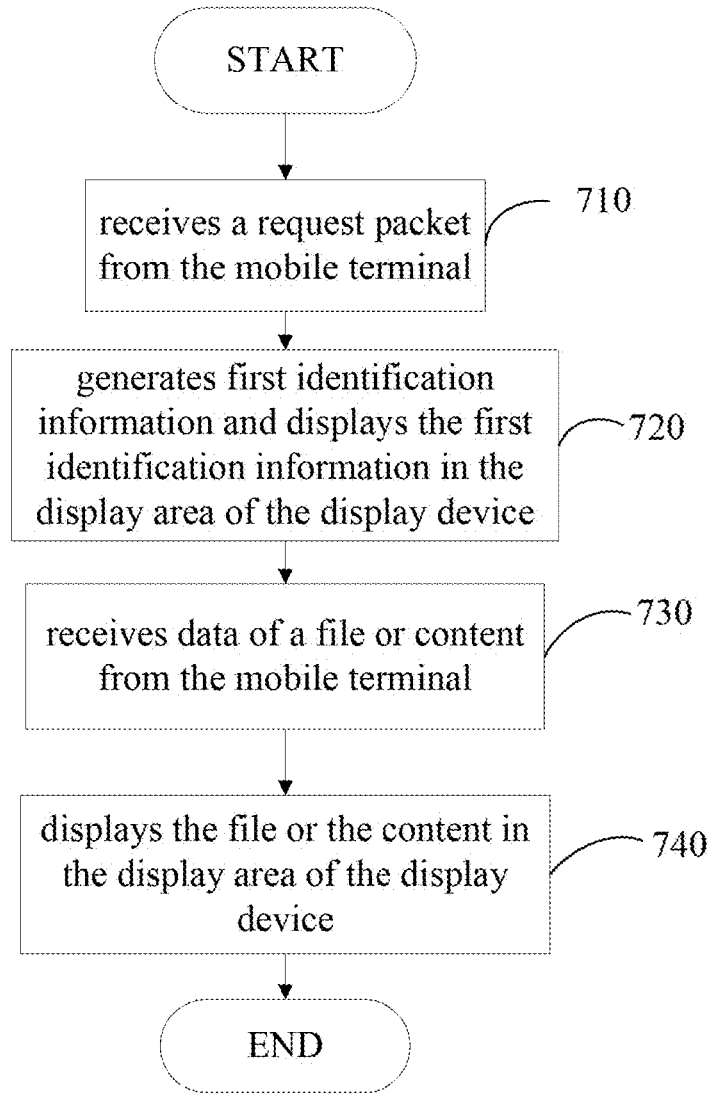 START
receives a request packet
from the mobile terminal
710
generates first identification
information and displays the first
identification information in the
display area of the display device
720
receives data of a file or content
from the mobile terminal
730
displays the file or the content in
the display area of the display
device
740
END